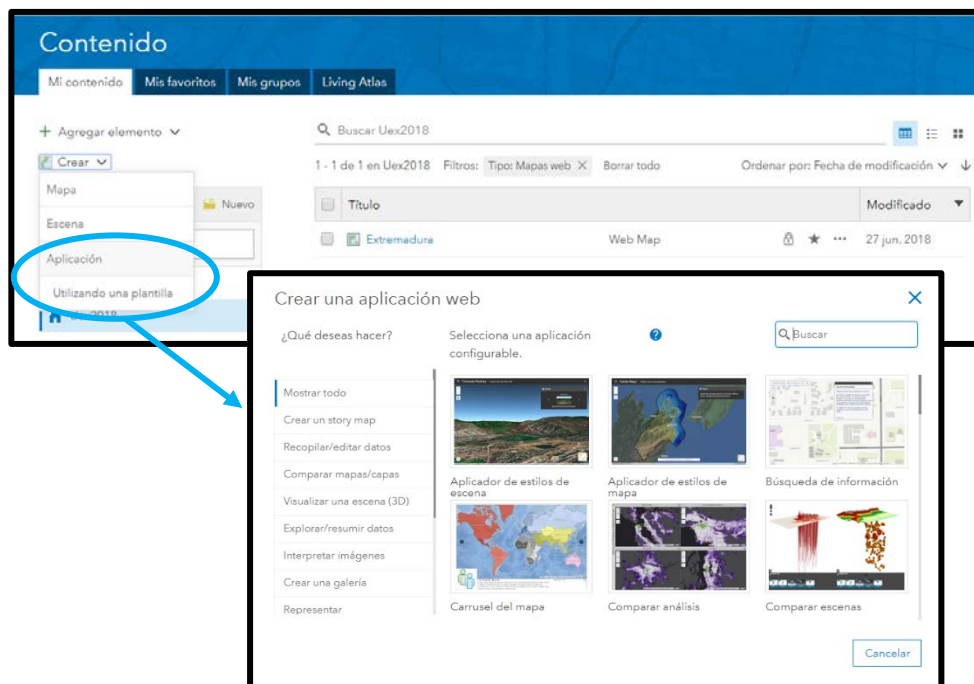 Contenido
Mi contenido Mis favoritos Mis grupos Living Atlas
+ Agregar elemento
Buscar Uex2018
Crear
1 - 1 de 1 en Uex2018 Filtros: Tipo: Mapas web X Borrar todo Ordenar por: Fecha de modificación
Mapa
Nuevo
Título Modificado
Escena
Extremadura Web Map 27 jun. 2018
Aplicación
Utilizando una plantilla
Crear una aplicación web
¿Qué deseas hacer?
Selecciona una aplicación
configurable.
Buscar
Mostrar todo
Crear un story map
Recopilar/editar datos
Comparar mapas/capas
Visualizar una escena (3D)
Explorar/resumir datos
Interpretar imágenes
Crear una galería
Representar
Aplicador de estilos de
escena
Aplicador de estilos de
mapa
Búsqueda de información
Carrusel del mapa
Comparar análisis
Comparar escenas
Cancelar